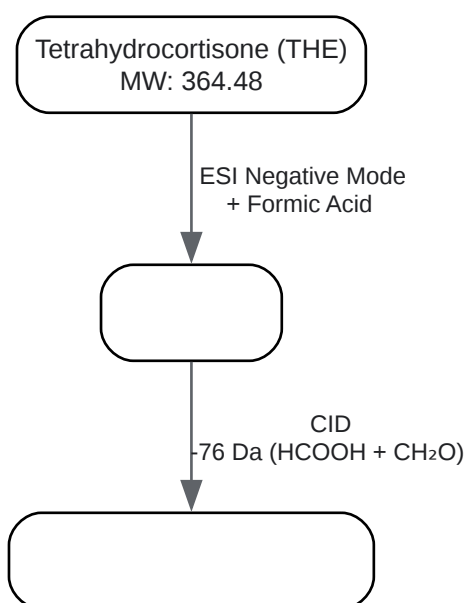 Tetrahydrocortisone (THE)
MW: 364.48
ESI Negative Mode
+ Formic Acid
CID
-76 Da (HCOOH + CH₂O)